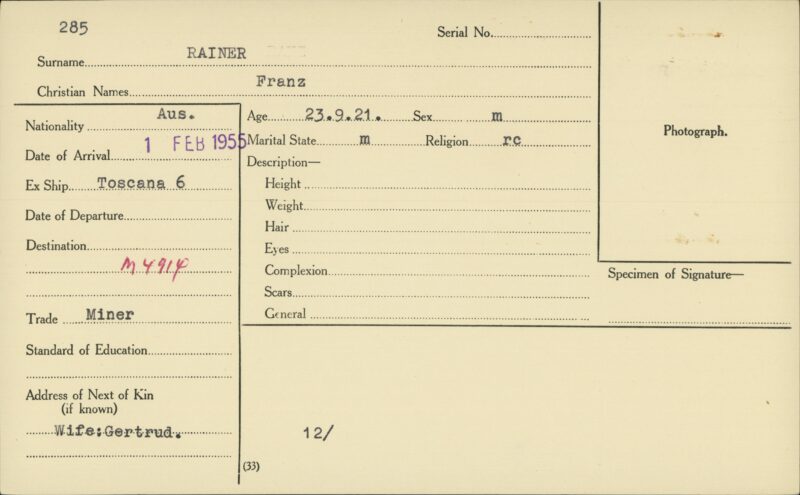 285
Serial No.
Surname RAINER
Christian Names Franz
Nationality Aus.
Date of Arrival 1 FEB 1955
Ex Ship Toscana 6
Date of Departure
Destination
M4914
Trade Miner
Standard of Education
Address of Next of Kin
(if known)
Wife:Gertrud.
Age 23.9.21. Sex m
Marital State m Religion rc
Description—
Height
Weight
Hair
Eyes
Complexion
Scars
General
12/
(33)
Photograph.
Specimen of Signature—